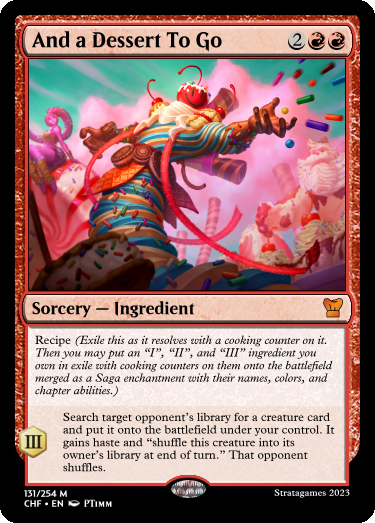 And a Dessert To Go 2
Sorcery — Ingredient
Recipe (Exile this as it resolves with a cooking counter on it.
Then you may put an “I”, “II”, and “III” ingredient you
own in exile with cooking counters on them onto the battlefield
merged as a Saga enchantment with their names, colors, and
chapter abilities.)
Search target opponent’s library for a creature card
and put it onto the battlefield under your control. It
III gains haste and “shuffle this creature into its
owner’s library at end of turn.” That opponent
shuffles.
131/254 M Stratagames 2023
CHF • EN PTimm